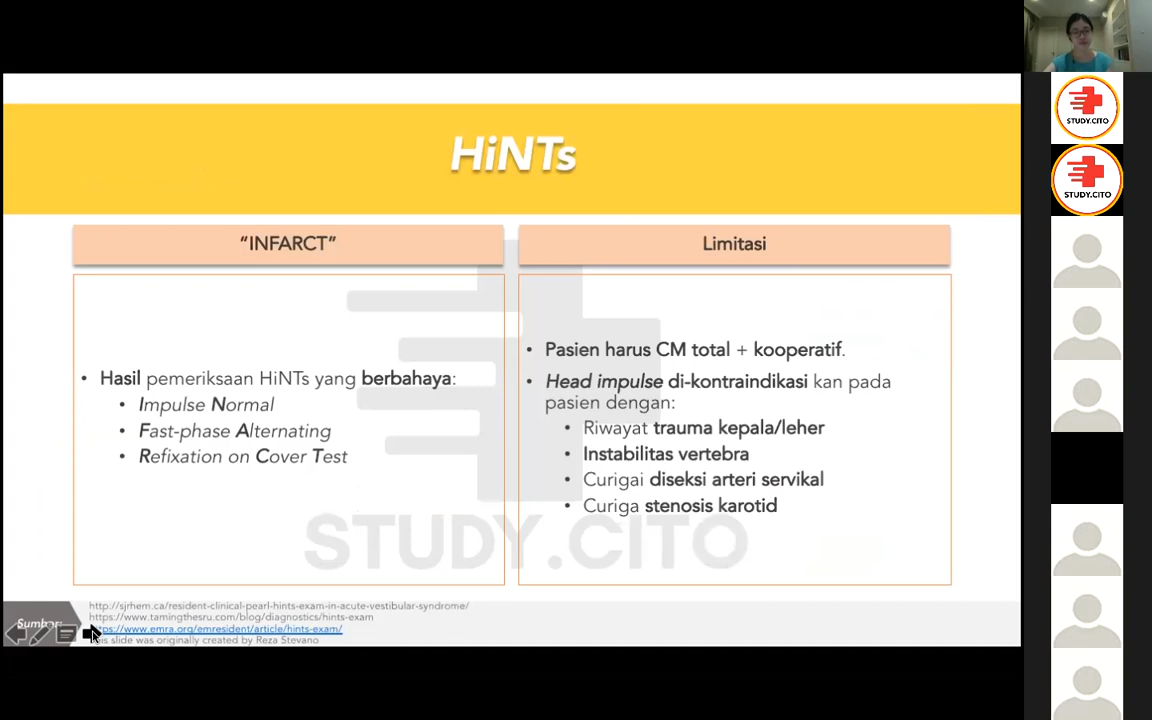 HiNTs
“INFARCT”
• Hasil pemeriksaan HiNTs yang berbahaya:
• Impulse Normal
• Fast-phase Alternating
• Refixation on Cover Test
Limitasi
• Pasien harus CM total + kooperatif.
• Head impulse di-kontraindikasi kan pada
pasien dengan:
• Riwayat trauma kepala/leher
• Instabilitas vertebra
• Curigai diseksi arteri servikal
• Curiga stenosis karotid
STUDY.CITO
Sumber:
http://sjrhem.ca/resident-clinical-pearl-hints-exam-in-acute-vestibular-syndrome/
https://www.tamingthesru.com/blog/diagnostics/hints-exam
ttps://www.emra.org/emresident/article/hints-exam/
is slide was originally created by Reza Stevano
STUDY.CITO
STUDY.CITO